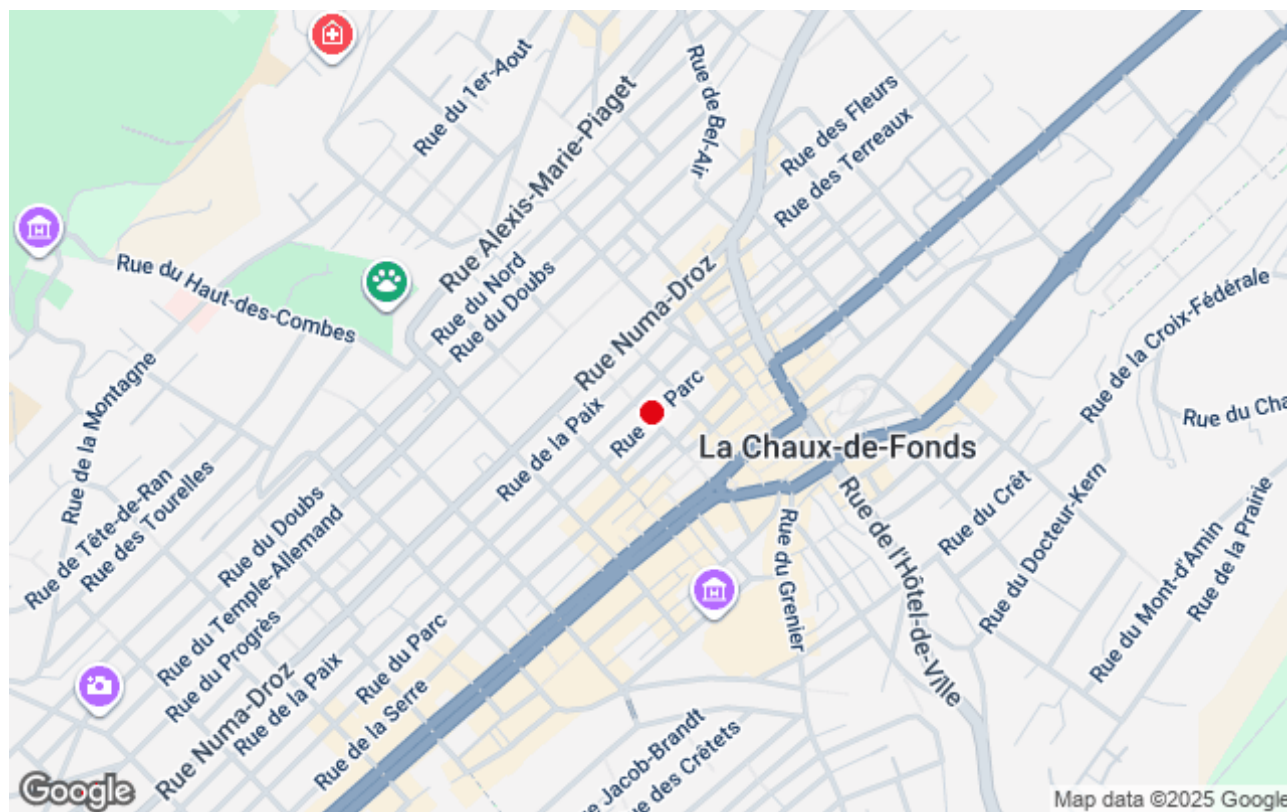 Rue du 1er-Aout
Rue de Bel-Air
Rue des Fleurs
Rue des Terreaux
Rue Alexis-Marie-Piaget
Rue du Haut-des-Combes
Rue du Nord
Rue du Doubs
Rue Numa-Droz
Rue de la Croix-Fédérale
Rue de la Montagne
Rue Parc
Rue de la Paix
Rue du Cha
La Chaux-de-Fonds
Rue de Tête-de-Ran
Rue des Tourelles
Rue du Doubs
Rue du Temple-Allemand
Rue du Progrès
Rue du Grenier
Rue de l'Hôtel-de-Ville
Rue du Crêt
Rue du Docteur-Kern
Rue du Mont-d'Amin
Rue de la Prairie
Rue du Parc
Rue de la Paix
Rue Numa-Droz
Rue de la Serre
ue Jacob-Brandt
ue des Crêtets
Google
Map data ©2025 Google